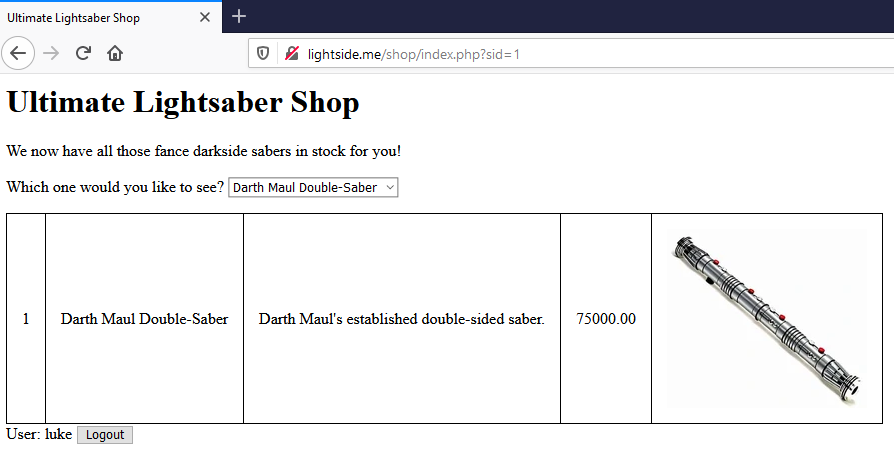 Ultimate Lightsaber Shop
lightside.me/shop/index.php?sid=1
Ultimate Lightsaber Shop
We now have all those fance darkside sabers in stock for you!
Which one would you like to see? Darth Maul Double-Saber
1 Darth Maul Double-Saber Darth Maul's established double-sided saber. 75000.00
User: luke Logout